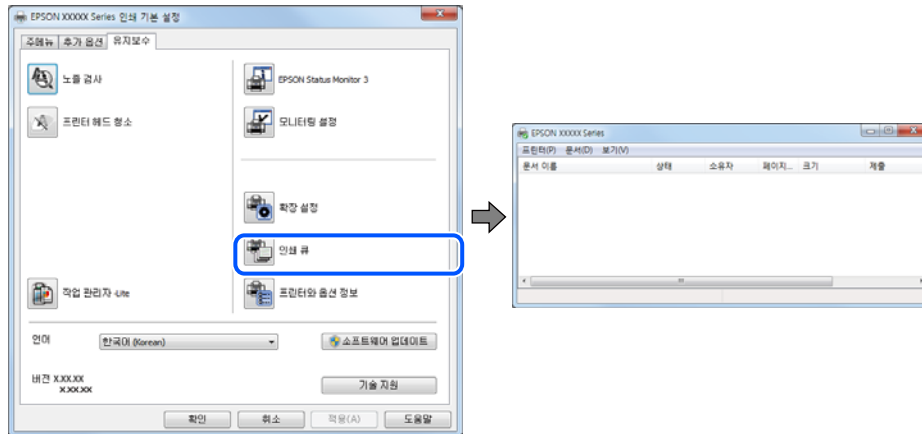 EPSON XXXXX Series 인쇄 기본 설정
주메뉴 추가 옵션 유지보수
노즐 검사
EPSON Status Monitor 3
프린터 헤드 청소
모니터링 설정
확장 설정
인쇄 큐
작업 관리자 -Lite
프린터와 옵션 정보
언어
한국어 (Korean)
소프트웨어 업데이트
버전 X.XX.XX
X.XX.XX
기술 지원
확인 취소 적용(A) 도움말
EPSON XXXXX Series
프린터(P) 문서(D) 보기(V)
문서 이름 상태 소유자 페이지... 크기 제출